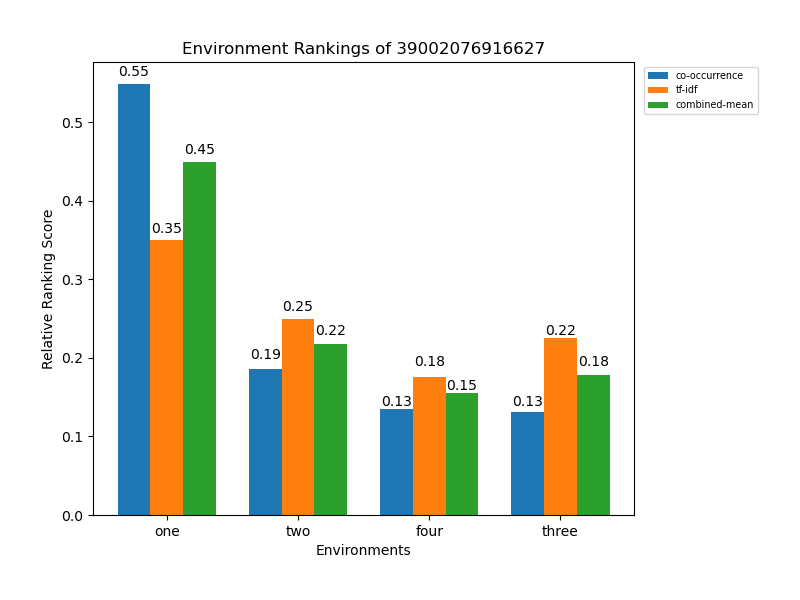 Environment Rankings of 39002076916627
co-occurrence
tf-idf
combined-mean
0.55
0.35
0.45
0.19
0.25
0.22
0.13
0.18
0.15
0.13
0.22
0.18
Relative Ranking Score
0.5
0.4
0.3
0.2
0.1
0.0
one
two
four
three
Environments